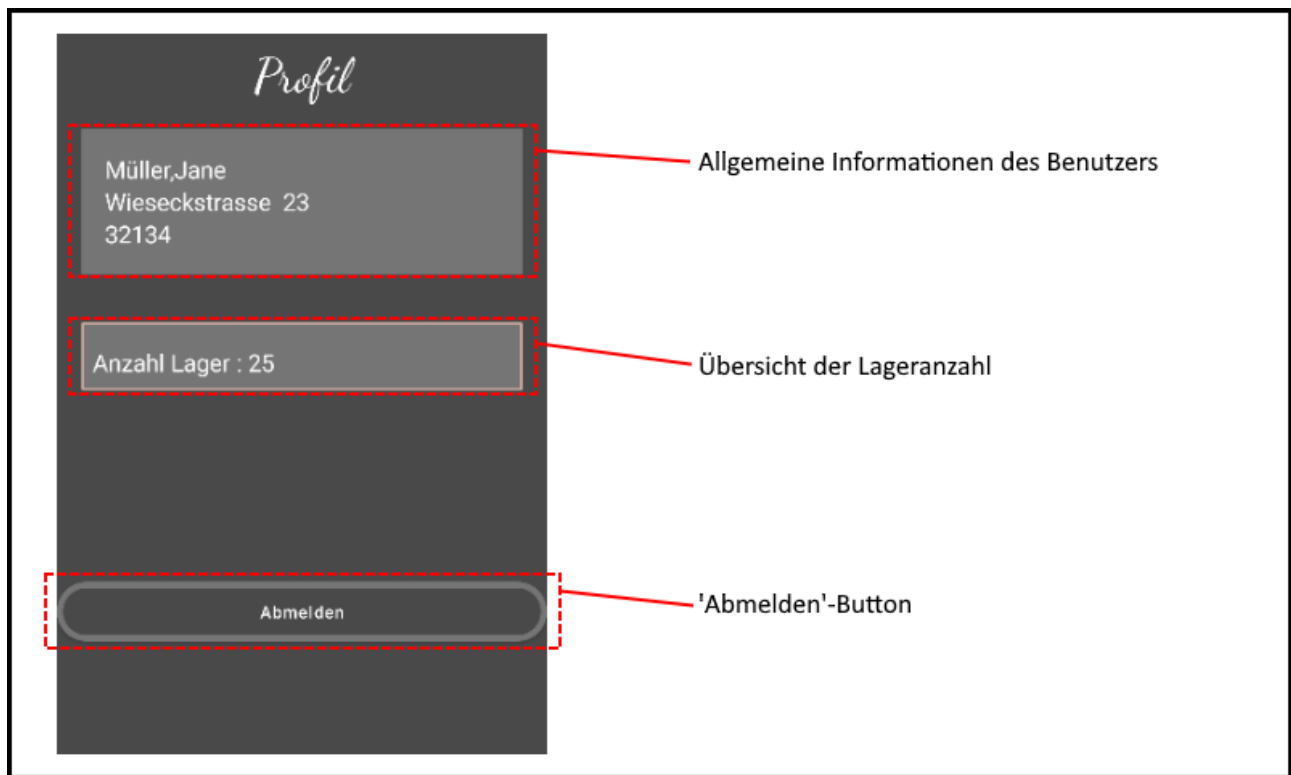 Profil
Müller,Jane
Wieseckstrasse 23
32134
Allgemeine Informationen des Benutzers
Anzahl Lager : 25
Übersicht der Lageranzahl
Abmelden
'Abmelden'-Button